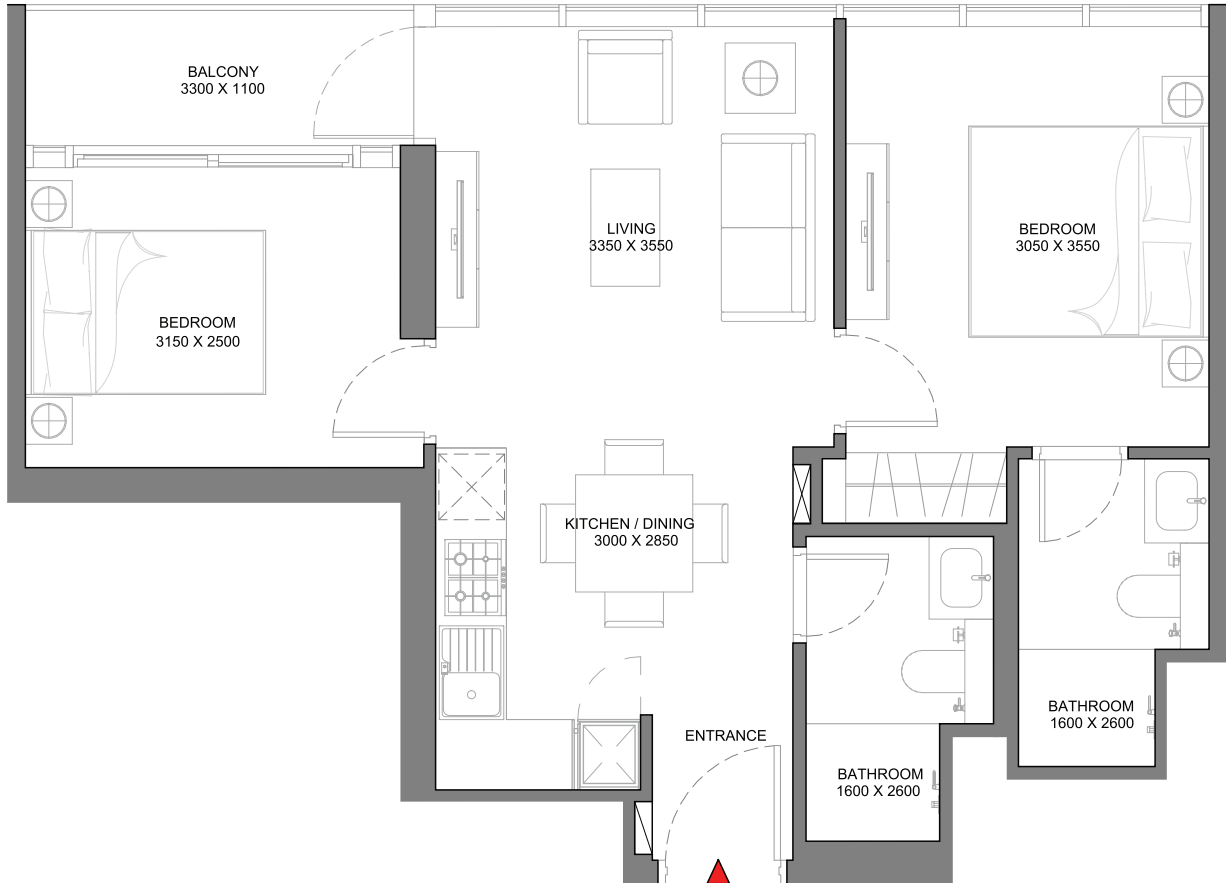 BALCONY
3300 X 1100
LIVING
3350 X 3550
BEDROOM
3050 X 3550
BEDROOM
3150 X 2500
KITCHEN / DINING
3000 X 2850
ENTRANCE
BATHROOM
1600 X 2600
BATHROOM
1600 X 2600